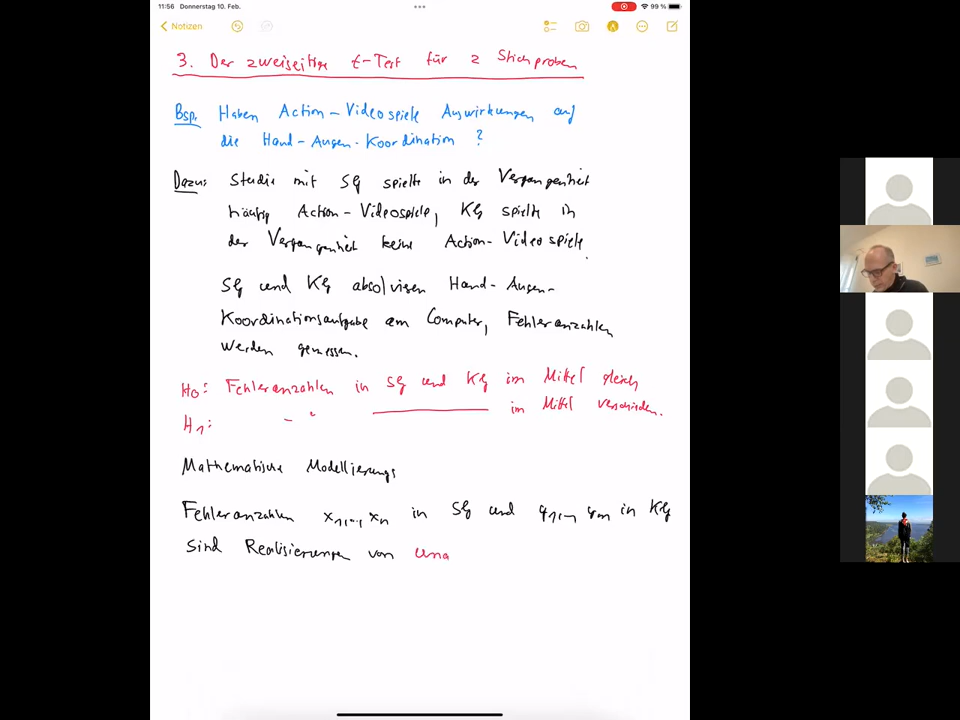 11:56 Donnerstag 10. Feb.
99 %
Notizen
3. Der zweiseitige t-Test für 2 Stichproben
Bsp. Haben Action-Videospiele Auswirkungen auf
die Hand-Augen-Koordination?
Dazu: Studie mit SG spielte in der Vergangenheit
häufig Action-Videospiele, KG spielte in
der Vergangenheit keine Action-Videospiele.
SG und KG absolvieren Hand-Augen-
Koordinationsaufgabe am Computer, Fehleranzahlen
werden gemessen.
H0: Fehleranzahlen in SG und KG im Mittel gleich
H1: - " ———— im Mittel verschieden.
Mathematische Modellierung:
Fehleranzahlen x1,..., xn in SG und y1,..., ym in KG
sind Realisierungen von una